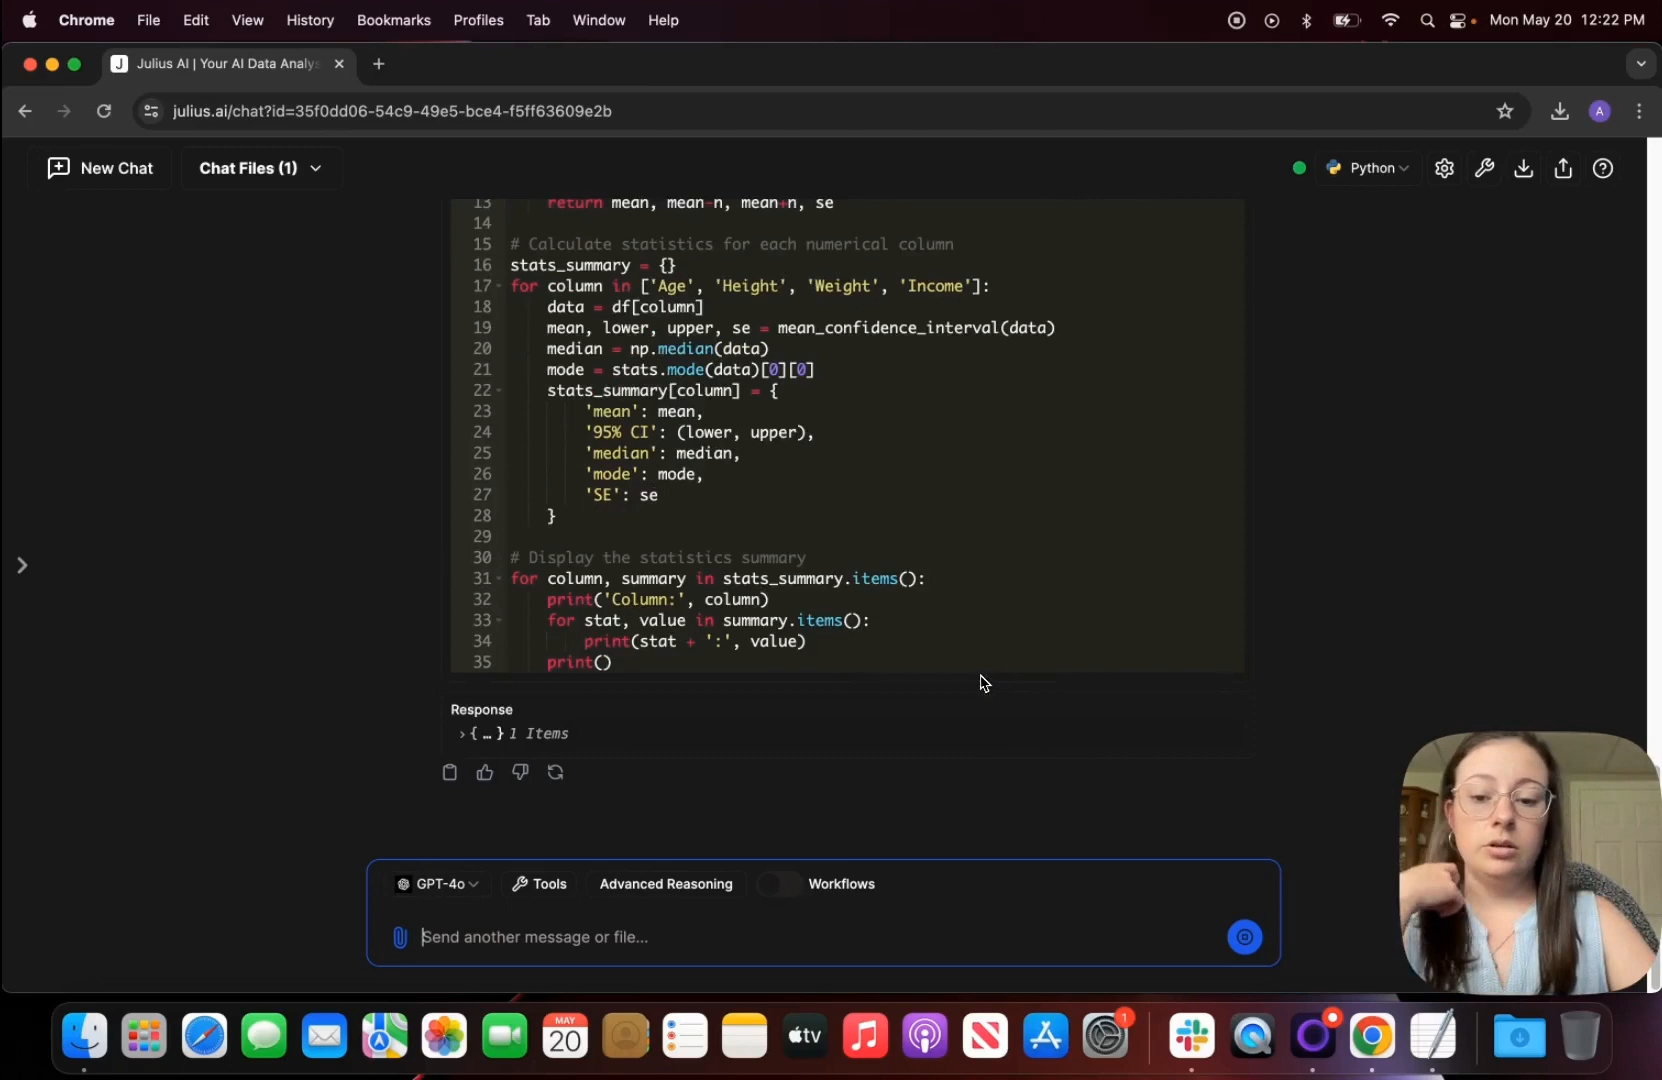 Chrome File Edit View History Bookmarks Profiles Tab Window Help Mon May 20 12:22 PM
J Julius AI | Your AI Data Analys
julius.ai/chat?id=35f0dd06-54c9-49e5-bce4-f5ff63609e2b A
New Chat Chat Files (1) Python
13 return mean, mean-h, mean+h, se
14
15 # Calculate statistics for each numerical column
16 stats_summary = {}
17 for column in ['Age', 'Height', 'Weight', 'Income']:
18 data = df[column]
19 mean, lower, upper, se = mean_confidence_interval(data)
20 median = np.median(data)
21 mode = stats.mode(data)[0][0]
22 stats_summary[column] = {
23 'mean': mean,
24 '95% CI': (lower, upper),
25 'median': median,
26 'mode': mode,
27 'SE': se
28 }
29
30 # Display the statistics summary
31 for column, summary in stats_summary.items():
32 print('Column:', column)
33 for stat, value in summary.items():
34 print(stat + ':', value)
35 print()
Response
{ … } 1 Items
GPT-4o Tools Advanced Reasoning Workflows
Send another message or file...
MAY
20
tv
1